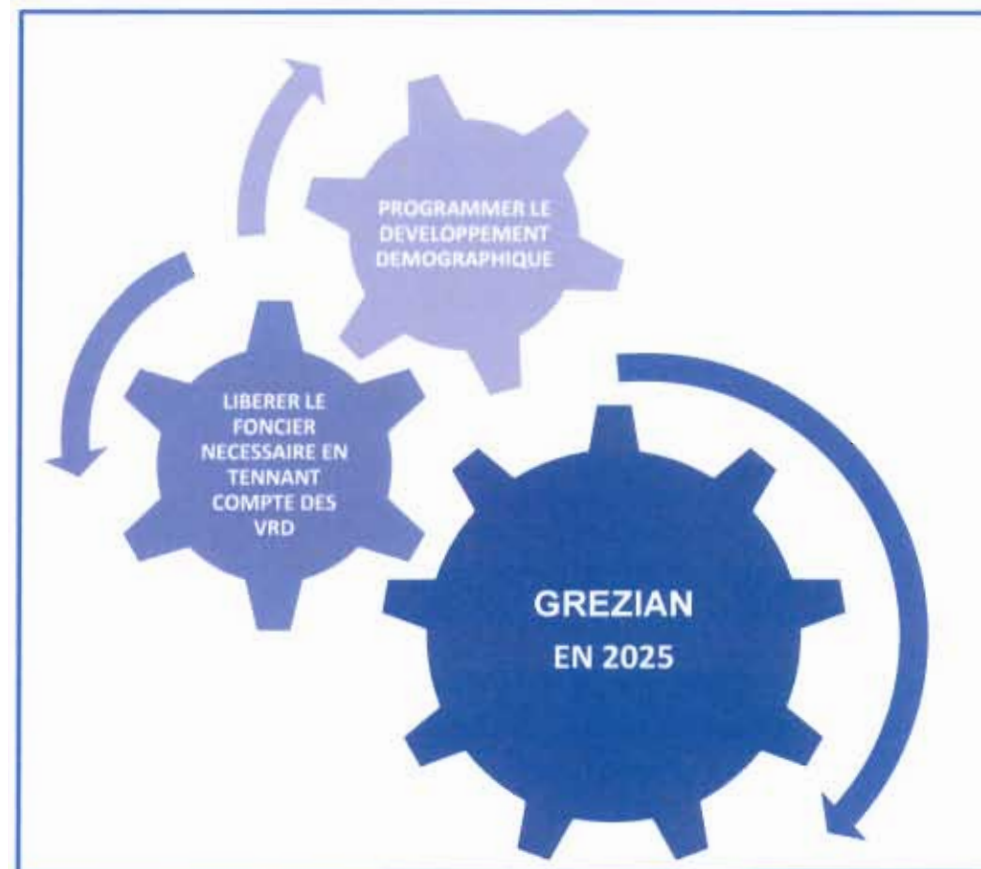 PROGRAMMER LE
DEVELOPPEMENT
DEMOGRAPHIQUE
LIBERER LE
FONCIER
NECESSAIRE EN
TENNANT
COMPTE DES
VRD
GREZIAN
EN 2025